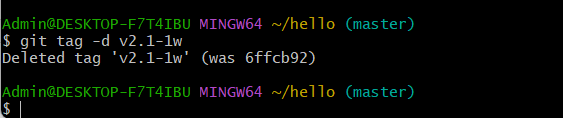 Admin@DESKTOP-F7T4IBU MINGW64 ~/hello (master)
$ git tag -d v2.1-1w
Deleted tag 'v2.1-1w' (was 6ffcb92)
Admin@DESKTOP-F7T4IBU MINGW64 ~/hello (master)
$